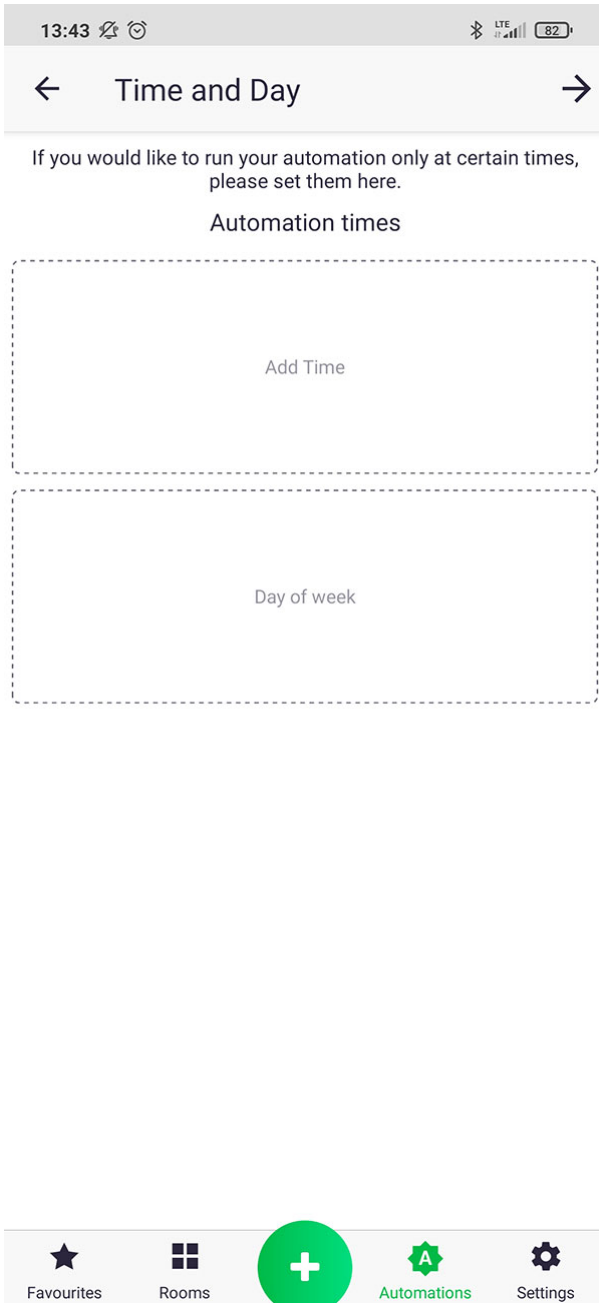 13:43
LTE
82
Time and Day
If you would like to run your automation only at certain times,
please set them here.
Automation times
Add Time
Day of week
A
Favourites
Rooms
Automations
Settings